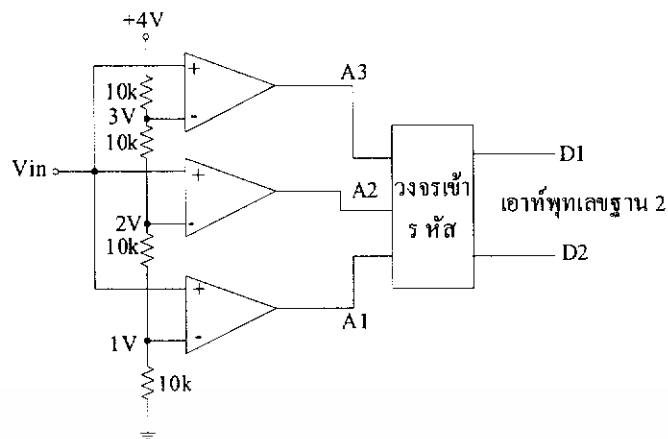 +4V
A3
10k
3V
10k
Vin
D1
A2
วงจรเข้า
ร หัส
เอาท์พุทเลขฐาน 2
2V
10k
D2
1V
A1
10k
+
-
+
-
+
-